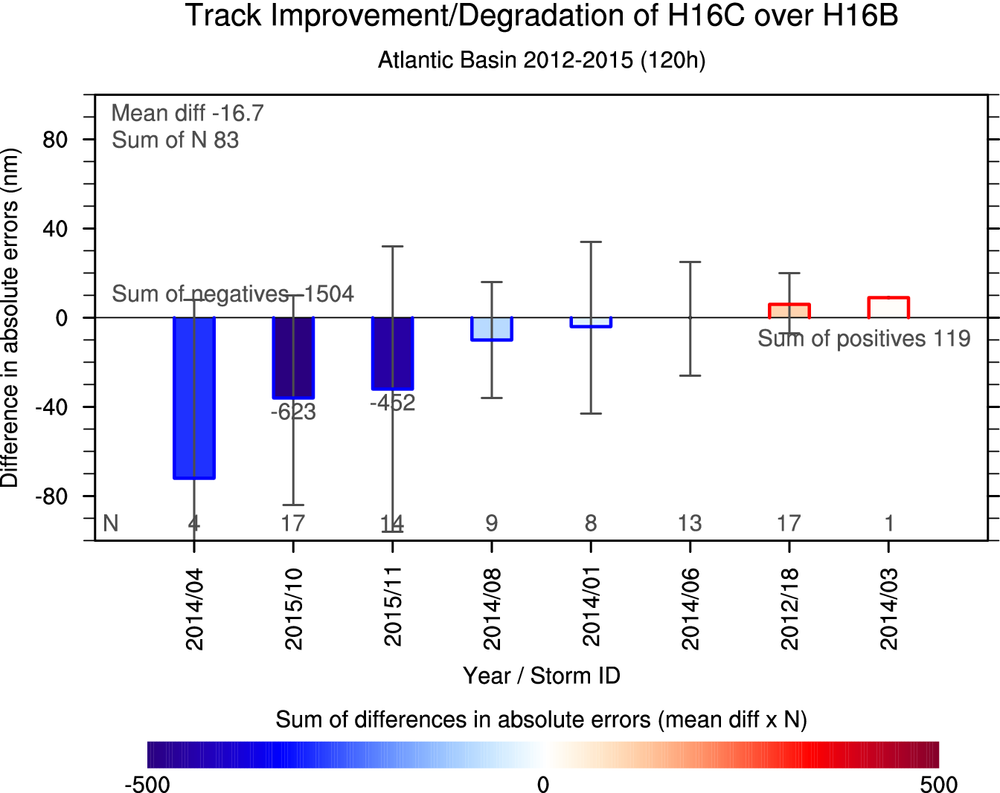 Track Improvement/Degradation of H16C over H16B
Atlantic Basin 2012-2015 (120h)
Mean diff -16.7
Sum of N 83
Difference in absolute errors (nm)
80
40
0
-40
-80
Sum of negatives -1504
Sum of positives 119
-623
-452
N 4 17 14 9 8 13 17 1
2014/04 2015/10 2015/11 2014/08 2014/01 2014/06 2012/18 2014/03
Year / Storm ID
Sum of differences in absolute errors (mean diff x N)
-500 0 500